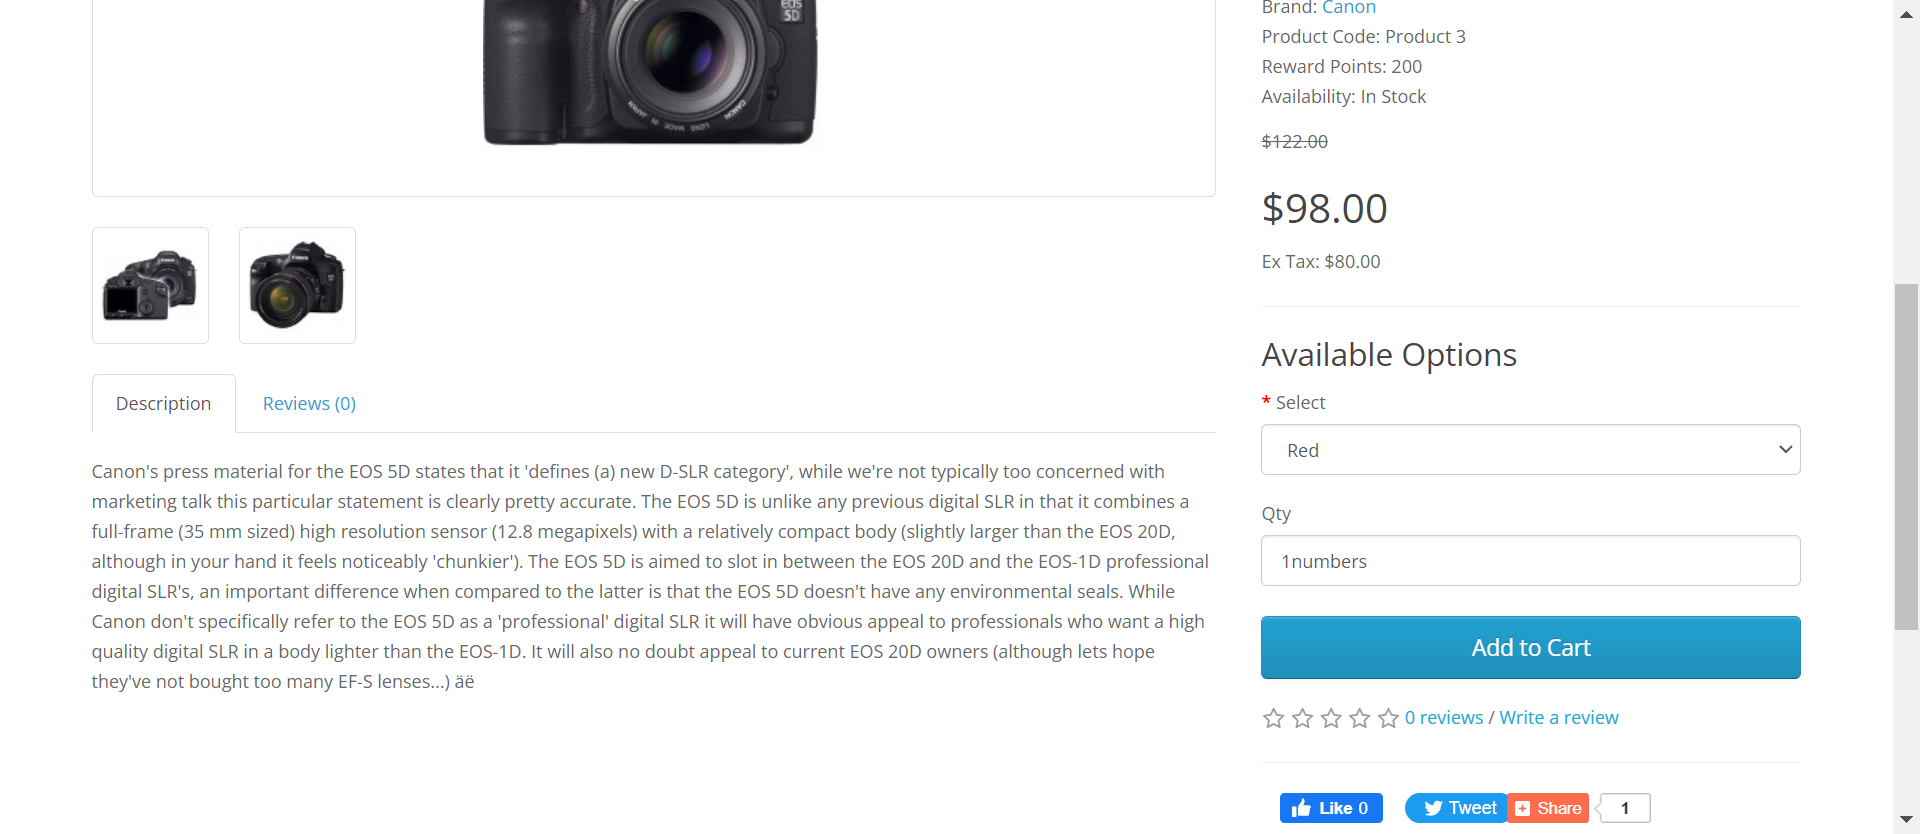 EOS
5D
CANON LENS MADE IN JAPAN
Brand: Canon
Product Code: Product 3
Reward Points: 200
Availability: In Stock
$122.00
$98.00
Ex Tax: $80.00
Available Options
* Select
Red
Qty
1numbers
Add to Cart
0 reviews / Write a review
Like 0
Tweet
Share
1
Description
Reviews (0)
Canon's press material for the EOS 5D states that it 'defines (a) new D-SLR category', while we're not typically too concerned with
marketing talk this particular statement is clearly pretty accurate. The EOS 5D is unlike any previous digital SLR in that it combines a
full-frame (35 mm sized) high resolution sensor (12.8 megapixels) with a relatively compact body (slightly larger than the EOS 20D,
although in your hand it feels noticeably 'chunkier'). The EOS 5D is aimed to slot in between the EOS 20D and the EOS-1D professional
digital SLR's, an important difference when compared to the latter is that the EOS 5D doesn't have any environmental seals. While
Canon don't specifically refer to the EOS 5D as a 'professional' digital SLR it will have obvious appeal to professionals who want a high
quality digital SLR in a body lighter than the EOS-1D. It will also no doubt appeal to current EOS 20D owners (although lets hope
they've not bought too many EF-S lenses...) äë